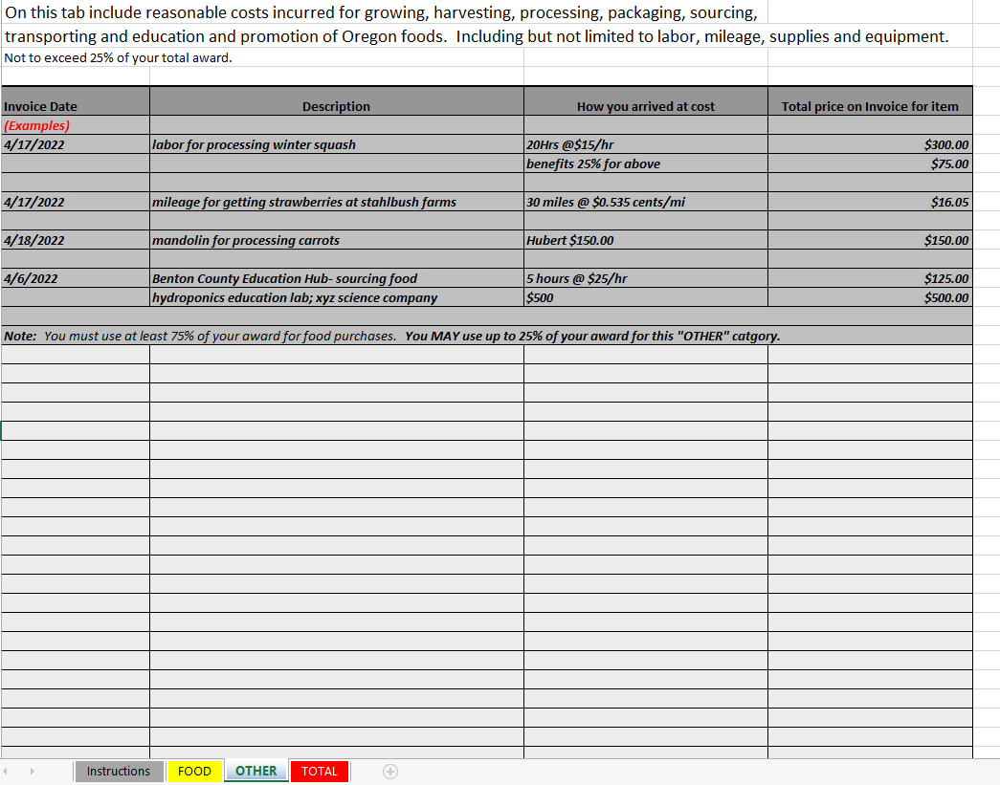 On this tab include reasonable costs incurred for growing, harvesting, processing, packaging, sourcing,
transporting and education and promotion of Oregon foods.  Including but not limited to labor, mileage, supplies and equipment.
Not to exceed 25% of your total award.
Invoice Date Description How you arrived at cost Total price on Invoice for item
(Examples)
4/17/2022 labor for processing winter squash 20Hrs @$15/hr $300.00
benefits 25% for above $75.00
4/17/2022 mileage for getting strawberries at stahlbush farms 30 miles @ $0.535 cents/mi $16.05
4/18/2022 mandolin for processing carrots Hubert $150.00 $150.00
4/6/2022 Benton County Education Hub- sourcing food 5 hours @ $25/hr $125.00
hydroponics education lab; xyz science company $500 $500.00
Note:  You must use at least 75% of your award for food purchases.  You MAY use up to 25% of your award for this "OTHER" catgory.
Instructions FOOD OTHER TOTAL